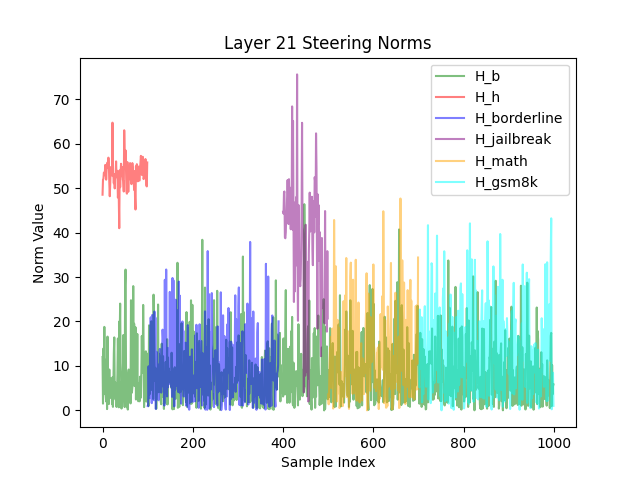 Layer 21 Steering Norms
Norm Value
70
60
50
40
30
20
10
0
0
200
400
600
800
1000
Sample Index
H_b
H_h
H_borderline
H_jailbreak
H_math
H_gsm8k